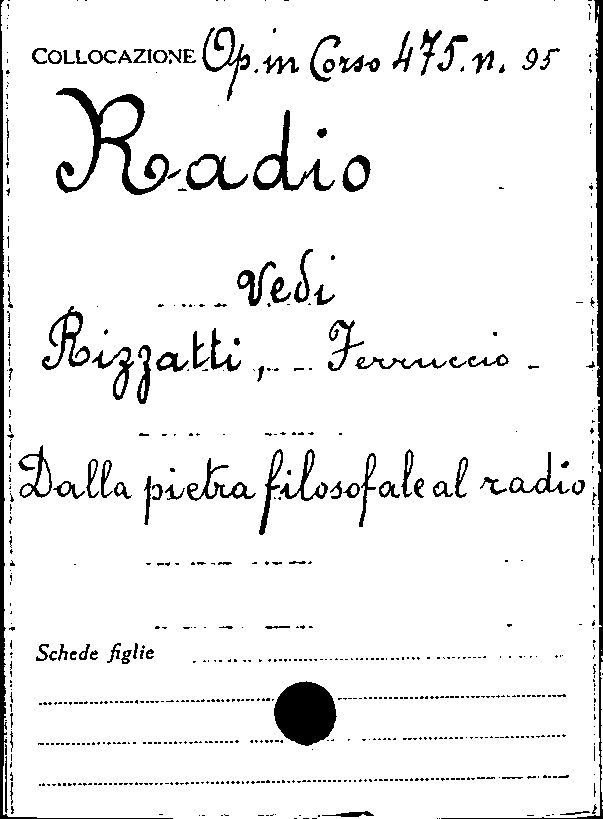 COLLOCAZIONE Op. in Corso 475. n. 95
Radio
Vedi
Rizzatti, Ferruccio -
Dalla pietra filosofale al radio
Schede figlie